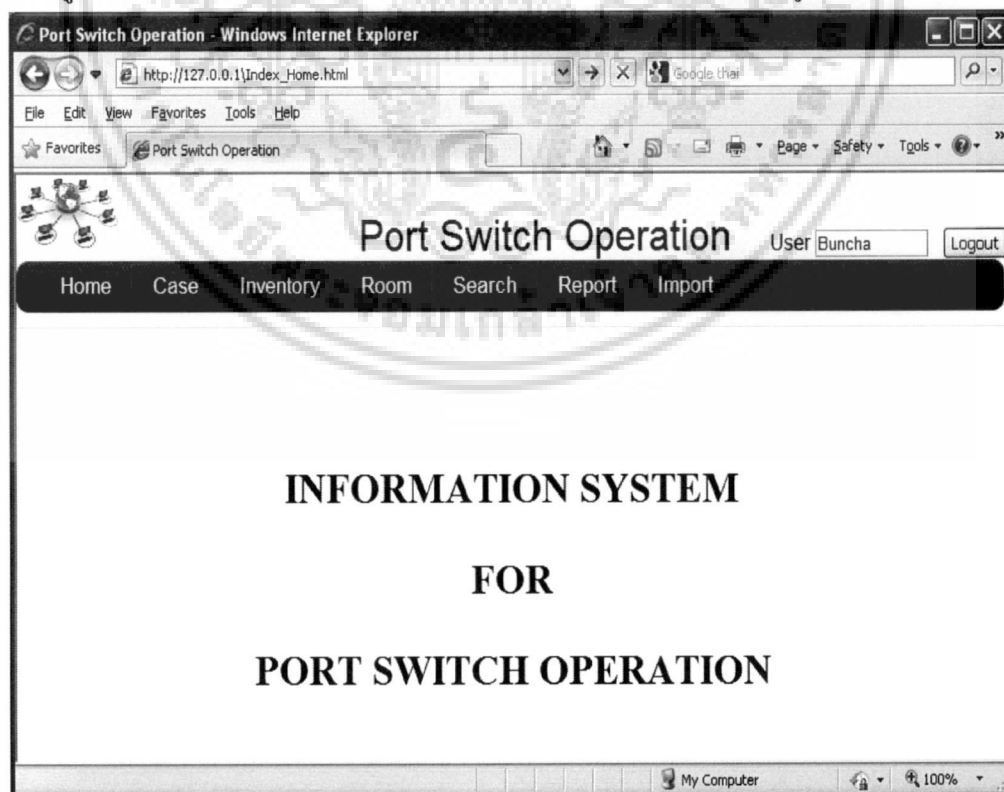 Port Switch Operation - Windows Internet Explorer
http://127.0.0.1\Index_Home.html
Google thai
File Edit View Favorites Tools Help
Favorites Port Switch Operation
Page Safety Tools
Port Switch Operation
User Buncha Logout
Home Case Inventory Room Search Report Import
INFORMATION SYSTEM
FOR
PORT SWITCH OPERATION
My Computer 100%